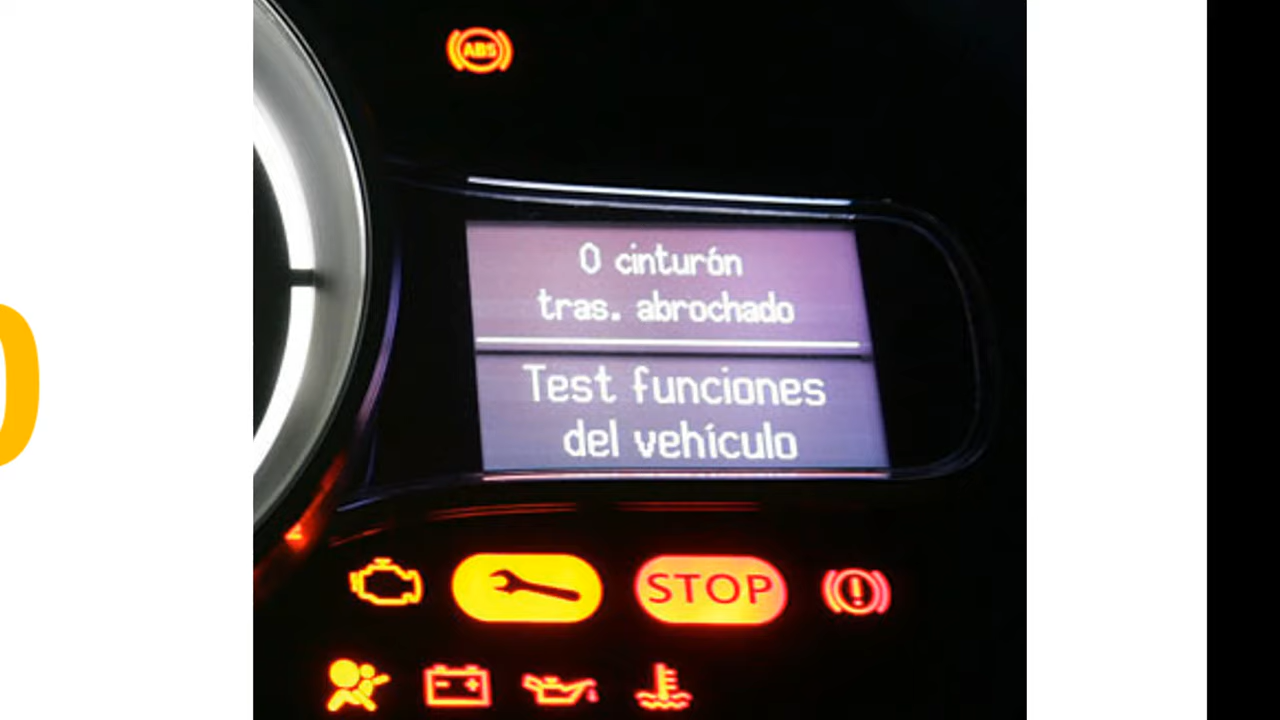 ABS
0 cinturón
tras. abrochado
Test funciones
del vehículo
STOP